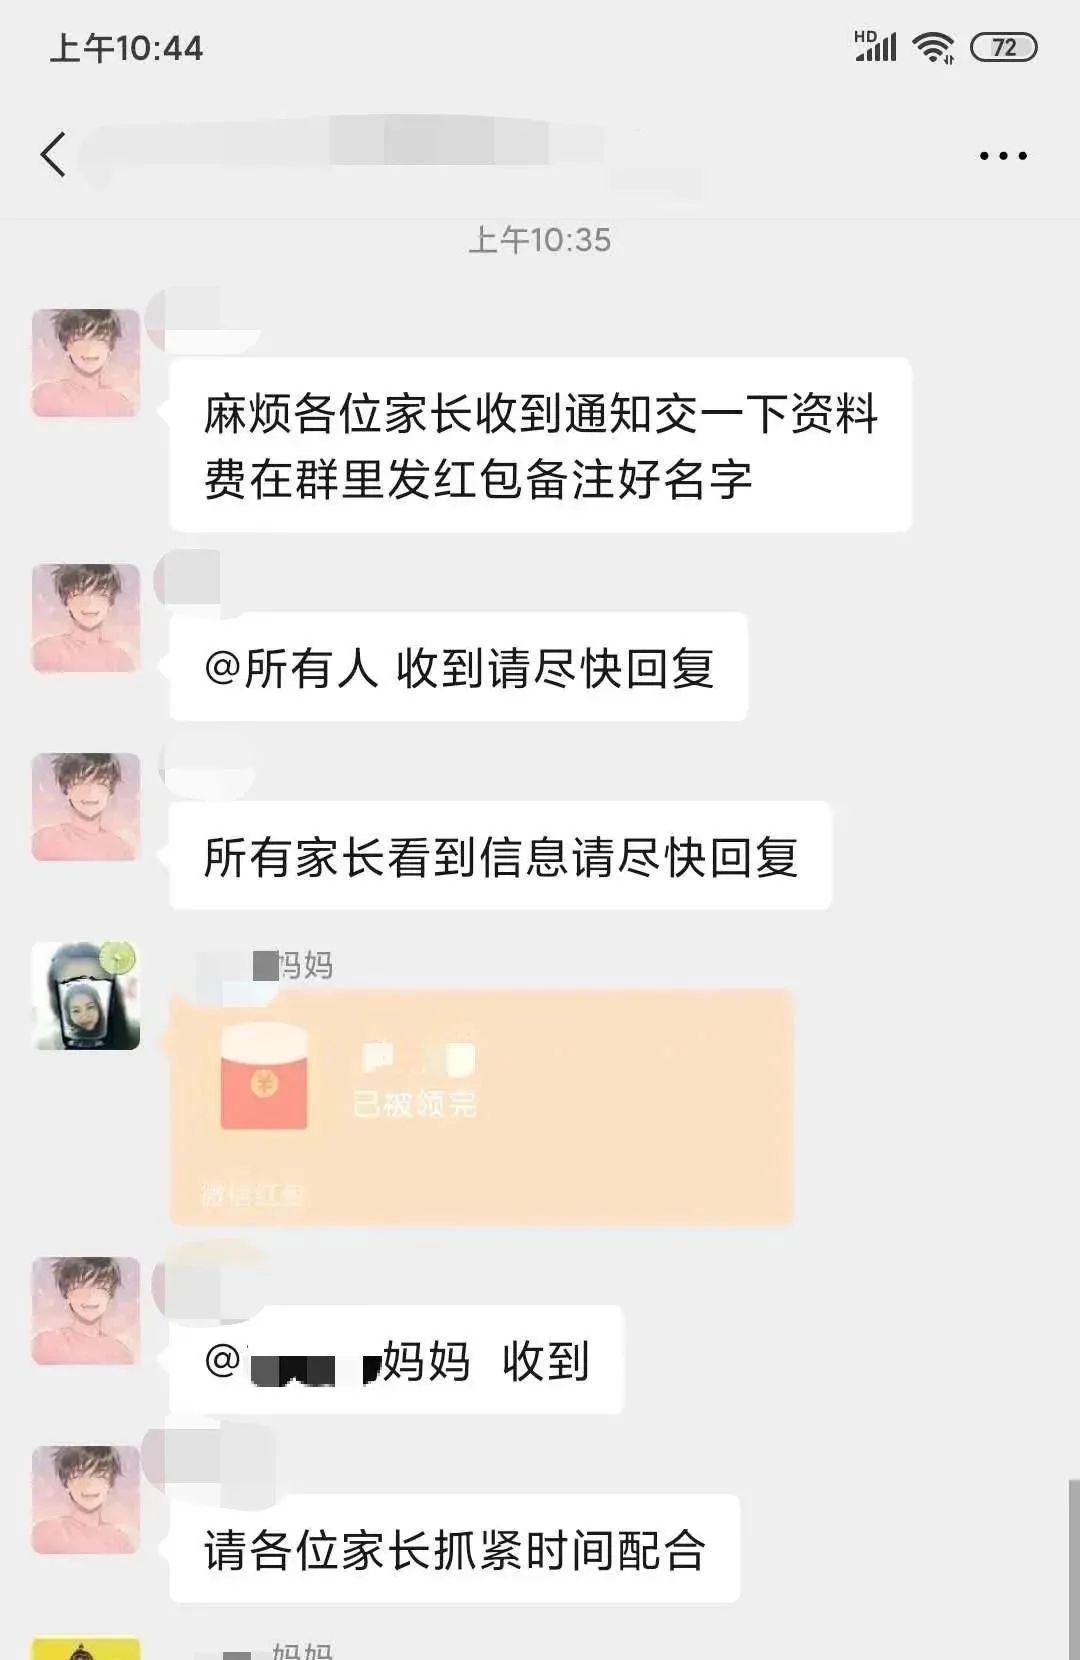 上午10:44
HD
72
上午10:35
麻烦各位家长收到通知交一下资料
费在群里发红包备注好名字
@所有人 收到请尽快回复
所有家长看到信息请尽快回复
妈妈
已被领完
微信红包
@ 妈妈 收到
请各位家长抓紧时间配合
妈妈